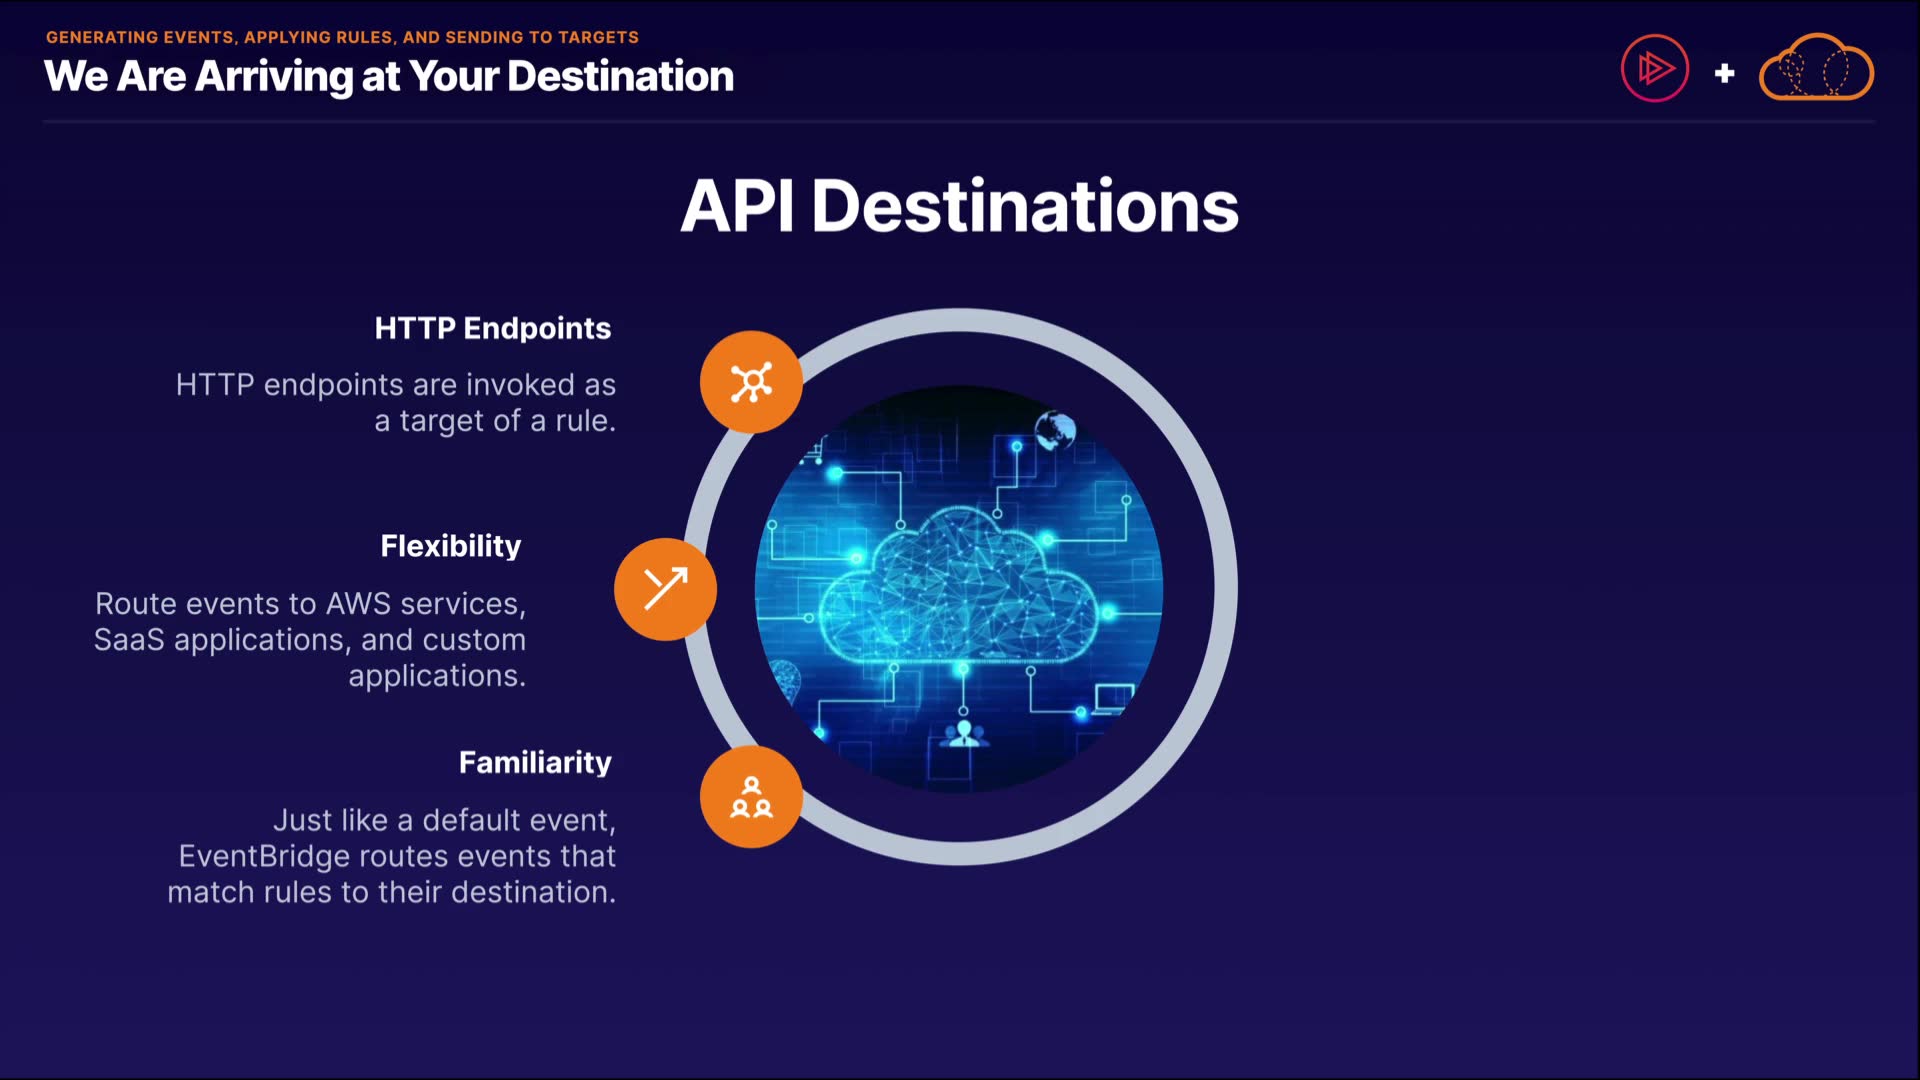 GENERATING EVENTS, APPLYING RULES, AND SENDING TO TARGETS
We Are Arriving at Your Destination
API Destinations
HTTP Endpoints
HTTP endpoints are invoked as
a target of a rule.
Flexibility
Route events to AWS services,
SaaS applications, and custom
applications.
Familiarity
Just like a default event,
EventBridge routes events that
match rules to their destination.